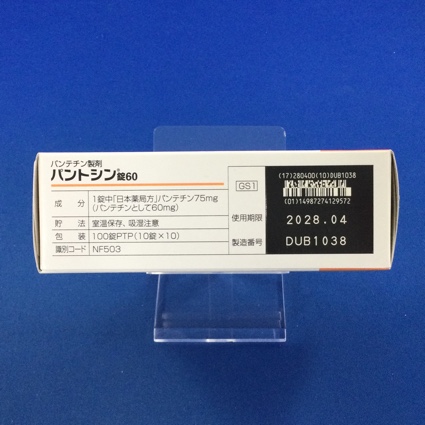 パンテチン製剤
パントシン®錠60
成分 1錠中「日本薬局方」パンテチン75mg
(パンテチンとして60mg)
貯法 室温保存、吸湿注意
包装 100錠PTP(10錠×10)
識別コード NF503
GS1
(17)280400(10)DUB1038
(01)14987274129572
使用期限 2028.04
製造番号 DUB1038